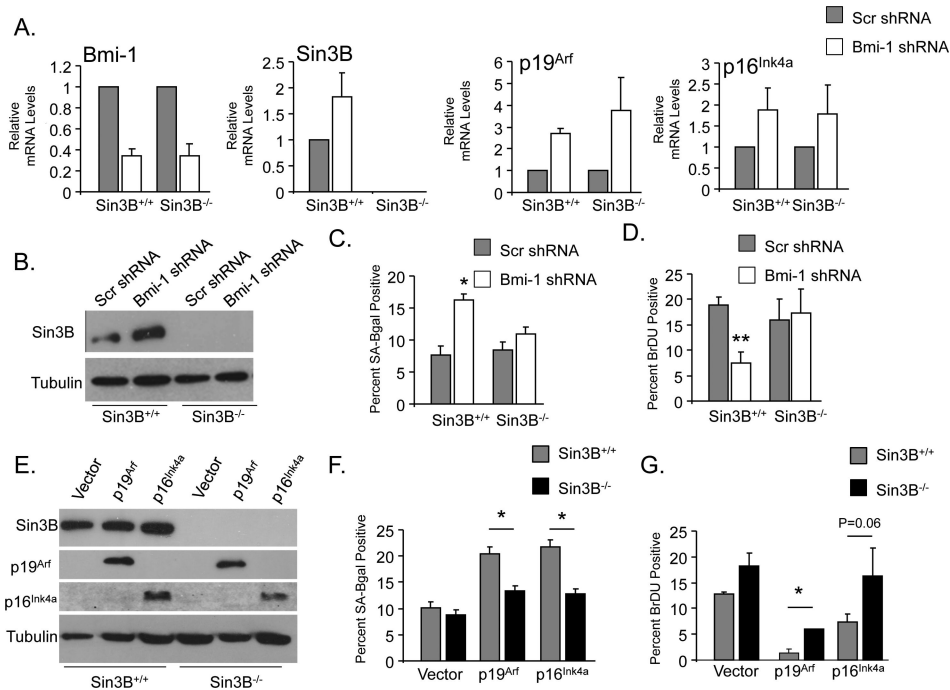 A.
Scr shRNA
Bmi-1 shRNA
Bmi-1
Relative
mRNA Levels
1.2
1
0.8
0.6
0.4
0.2
0
Sin3B+/+ Sin3B-/-
Sin3B
Relative
mRNA Levels
2.5
2
1.5
1
0.5
0
Sin3B+/+ Sin3B-/-
p19Arf
Relative
mRNA Levels
6
5
4
3
2
1
0
Sin3B+/+ Sin3B-/-
p16Ink4a
Relative
mRNA Levels
3
2.5
2
1.5
1
0.5
0
Sin3B+/+ Sin3B-/-
B.
Scr shRNA
Bmi-1 shRNA
Scr shRNA
Bmi-1 shRNA
Sin3B
Tubulin
Sin3B+/+ Sin3B-/-
C.
Scr shRNA
Bmi-1 shRNA
Percent SA-Bgal Positive
20
15
10
5
0
*
Sin3B+/+ Sin3B-/-
D.
Scr shRNA
Bmi-1 shRNA
Percent BrDU Positive
25
20
15
10
5
0
**
Sin3B+/+ Sin3B-/-
E.
Vector
p19Arf
p16Ink4a
Vector
p19Arf
p16Ink4a
Sin3B
p19Arf
p16Ink4a
Tubulin
Sin3B+/+ Sin3B-/-
F.
Sin3B+/+
Sin3B-/-
Percent SA-Bgal Positive
25
20
15
10
5
0
* *
Vector p19Arf p16Ink4a
G.
Sin3B+/+
Sin3B-/-
Percent BrDU Positive
25
20
15
10
5
0
*
P=0.06
Vector p19Arf p16Ink4a